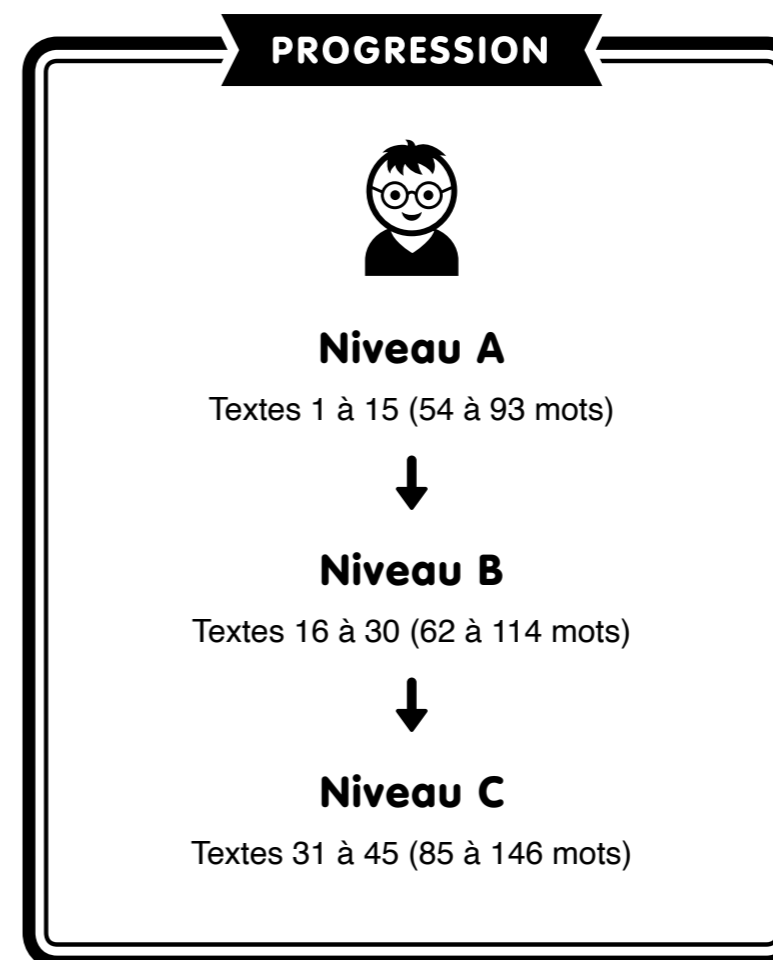 PROGRESSION
Niveau A
Textes 1 à 15 (54 à 93 mots)
Niveau B
Textes 16 à 30 (62 à 114 mots)
Niveau C
Textes 31 à 45 (85 à 146 mots)